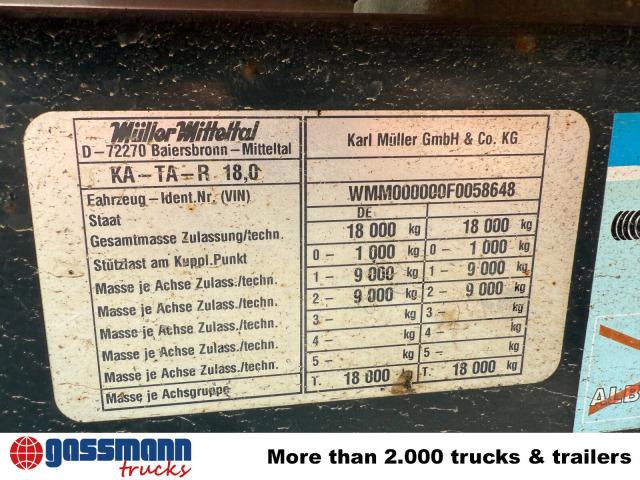 Müller Mitteltal
D-72270 Baiersbronn-Mitteltal
Karl Müller GmbH & Co. KG
KA-TA-R 18,0
Fahrzeug-Ident.Nr. (VIN) WMM000000F0058648
Staat DE
Gesamtmasse Zulassung/techn. 18 000 kg 18 000 kg
Stützlast am Kuppl.Punkt 0- 1 000 kg 0- 1 000 kg
Masse je Achse Zulass./techn. 1- 9 000 kg 1- 9 000 kg
Masse je Achse Zulass./techn. 2- 9 000 kg 2- 9 000 kg
Masse je Achse Zulass./techn. 3- kg 3- kg
Masse je Achse Zulass./techn. 4- kg 4- kg
Masse je Achse Zulass./techn. 5- kg 5- kg
Masse je Achsgruppe T. 18 000 kg T. 18 000 kg
ALB
gassmann
trucks
More than 2.000 trucks & trailers